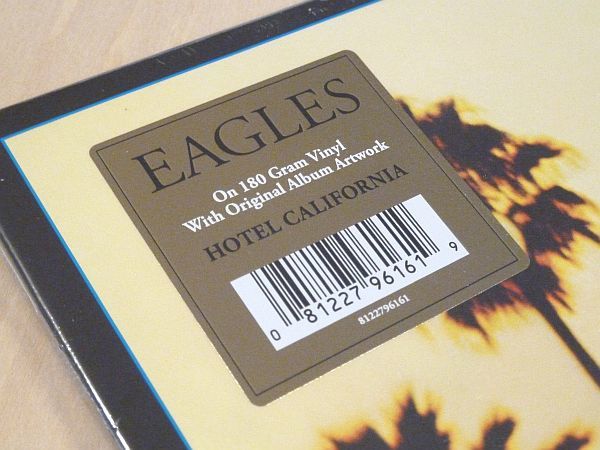 EAGLES
On 180 Gram Vinyl
With Original Album Artwork
HOTEL CALIFORNIA
0 81227 96161 9
8122796161